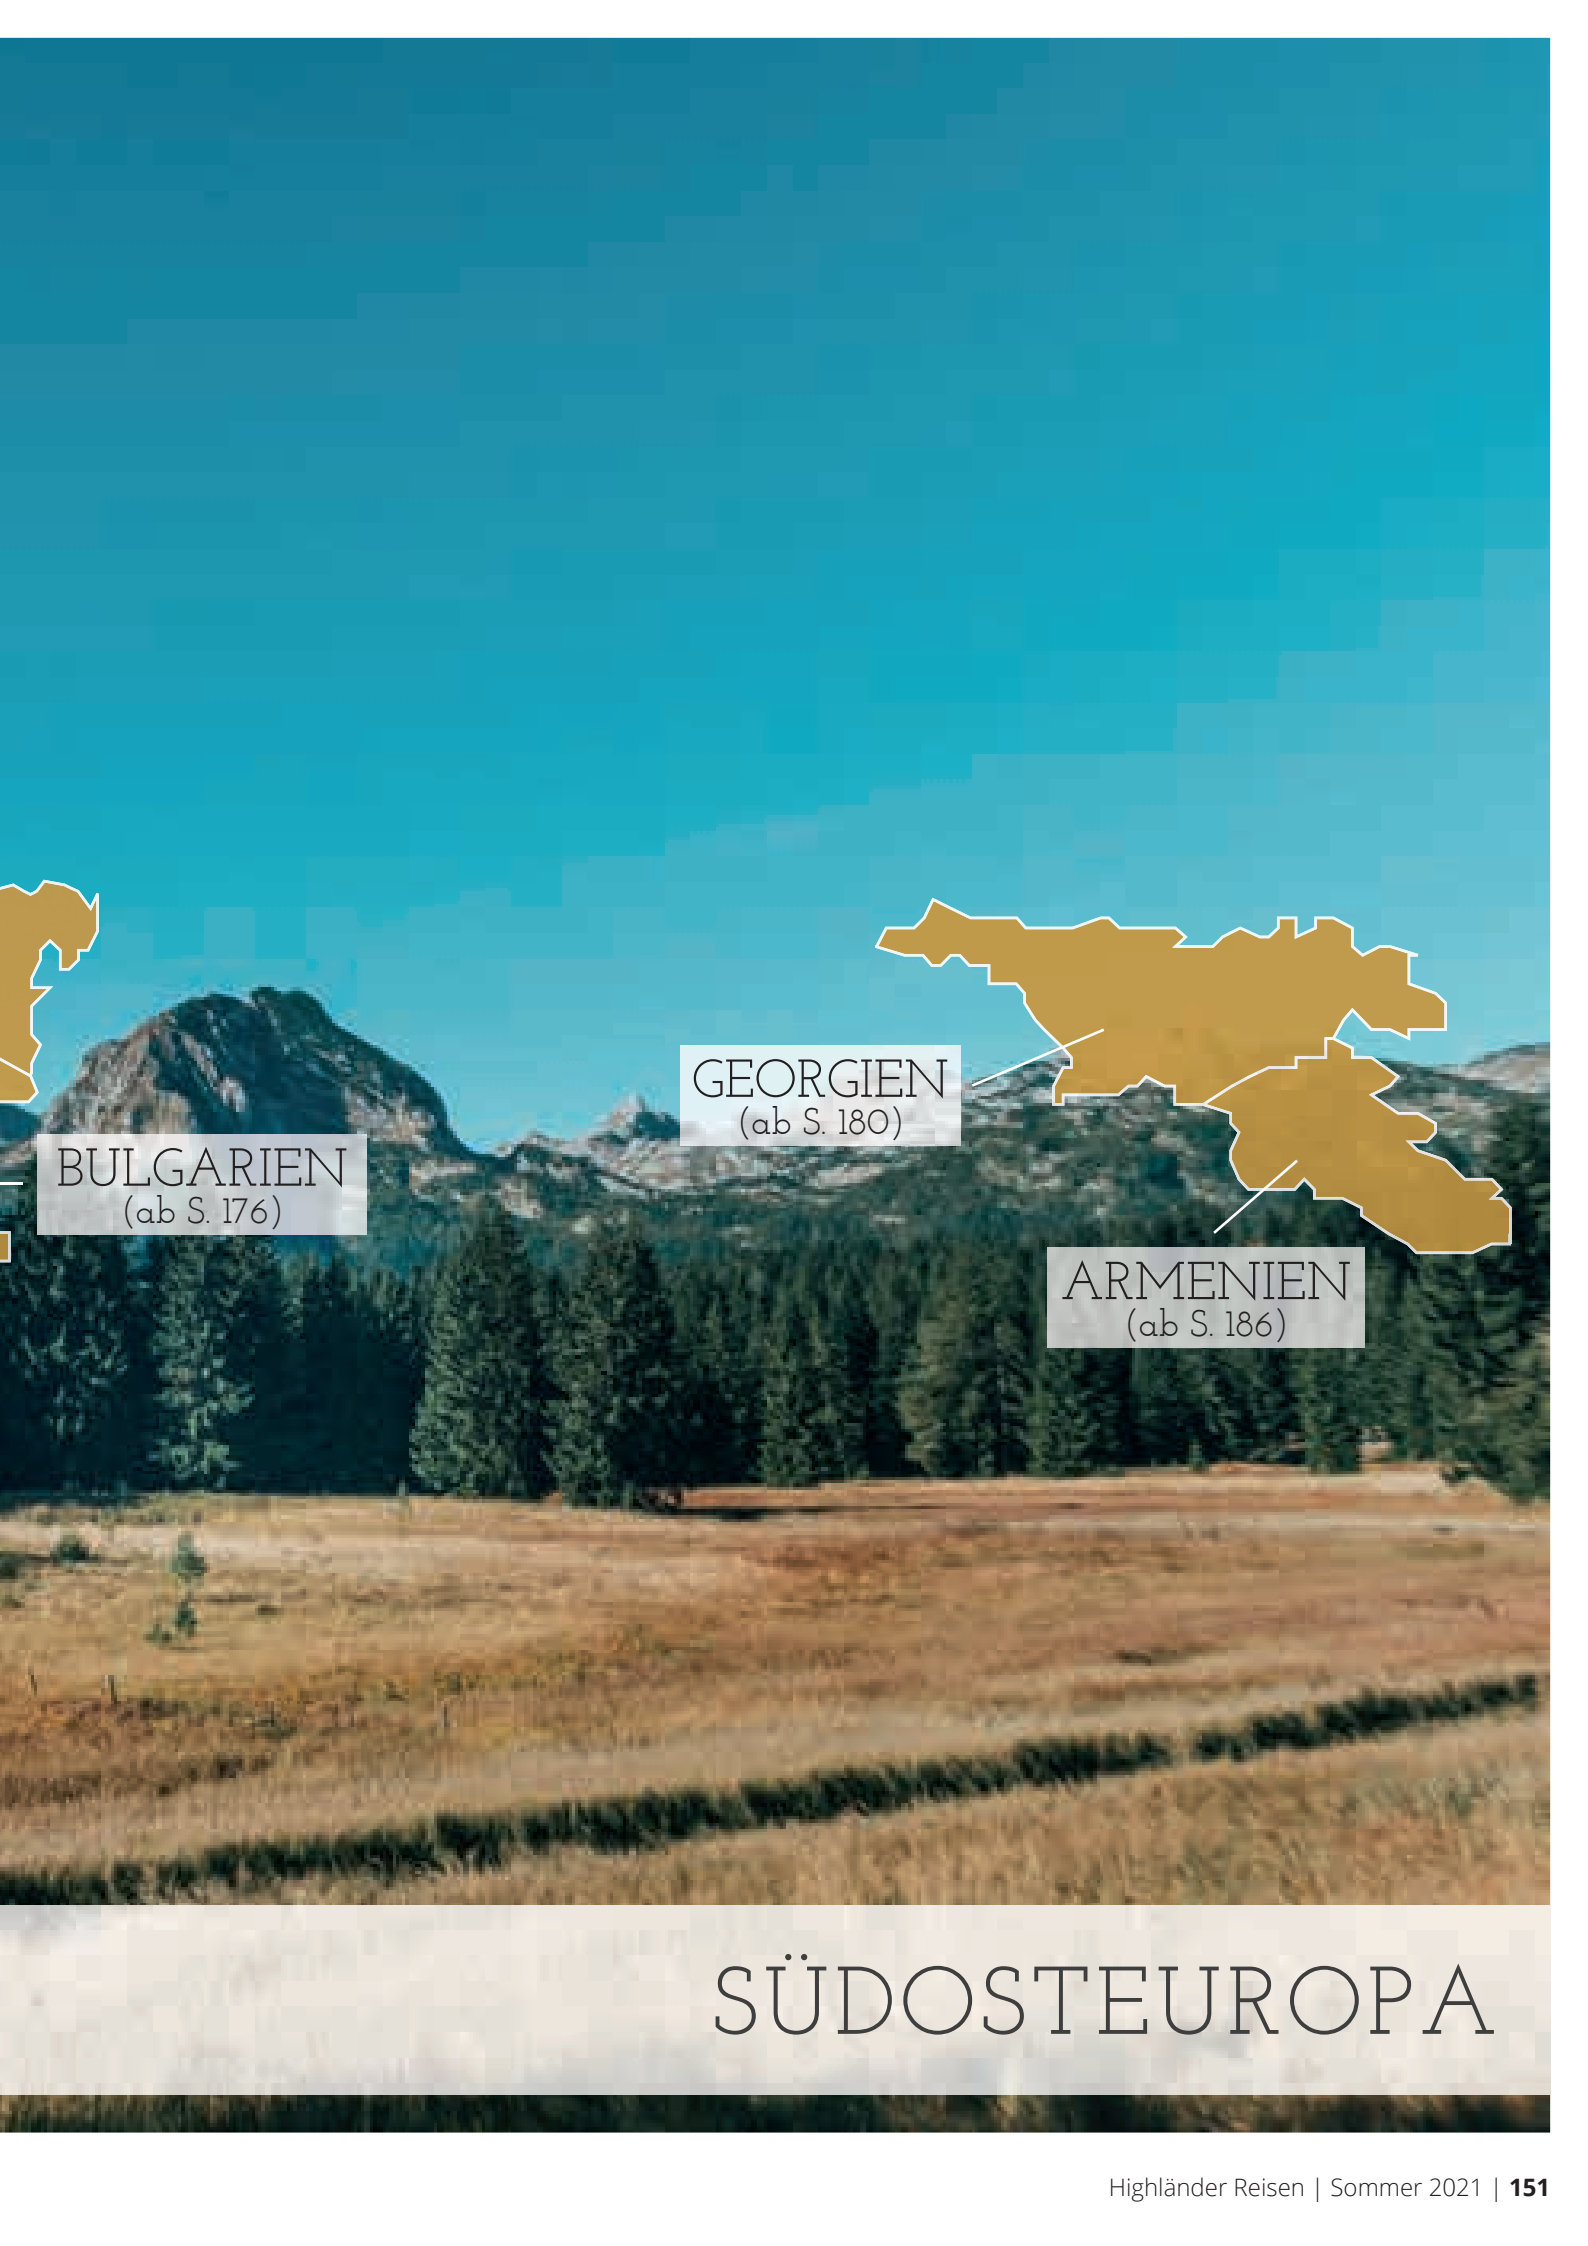 GEORGIEN
(ab S. 180)
BULGARIEN
(ab S. 176)
ARMENIEN
(ab S. 186)
SÜDOSTEUROPA
Highländer Reisen | Sommer 2021 | 151